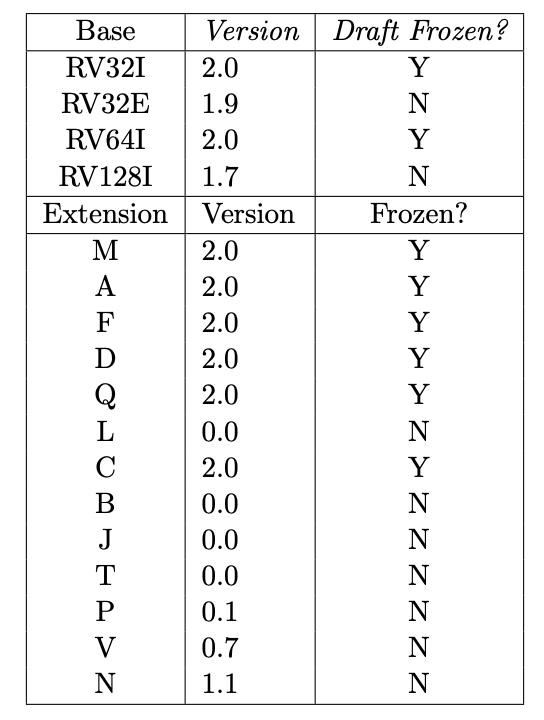 Base Version Draft Frozen?
RV32I 2.0 Y
RV32E 1.9 N
RV64I 2.0 Y
RV128I 1.7 N
Extension Version Frozen?
M 2.0 Y
A 2.0 Y
F 2.0 Y
D 2.0 Y
Q 2.0 Y
L 0.0 N
C 2.0 Y
B 0.0 N
J 0.0 N
T 0.0 N
P 0.1 N
V 0.7 N
N 1.1 N